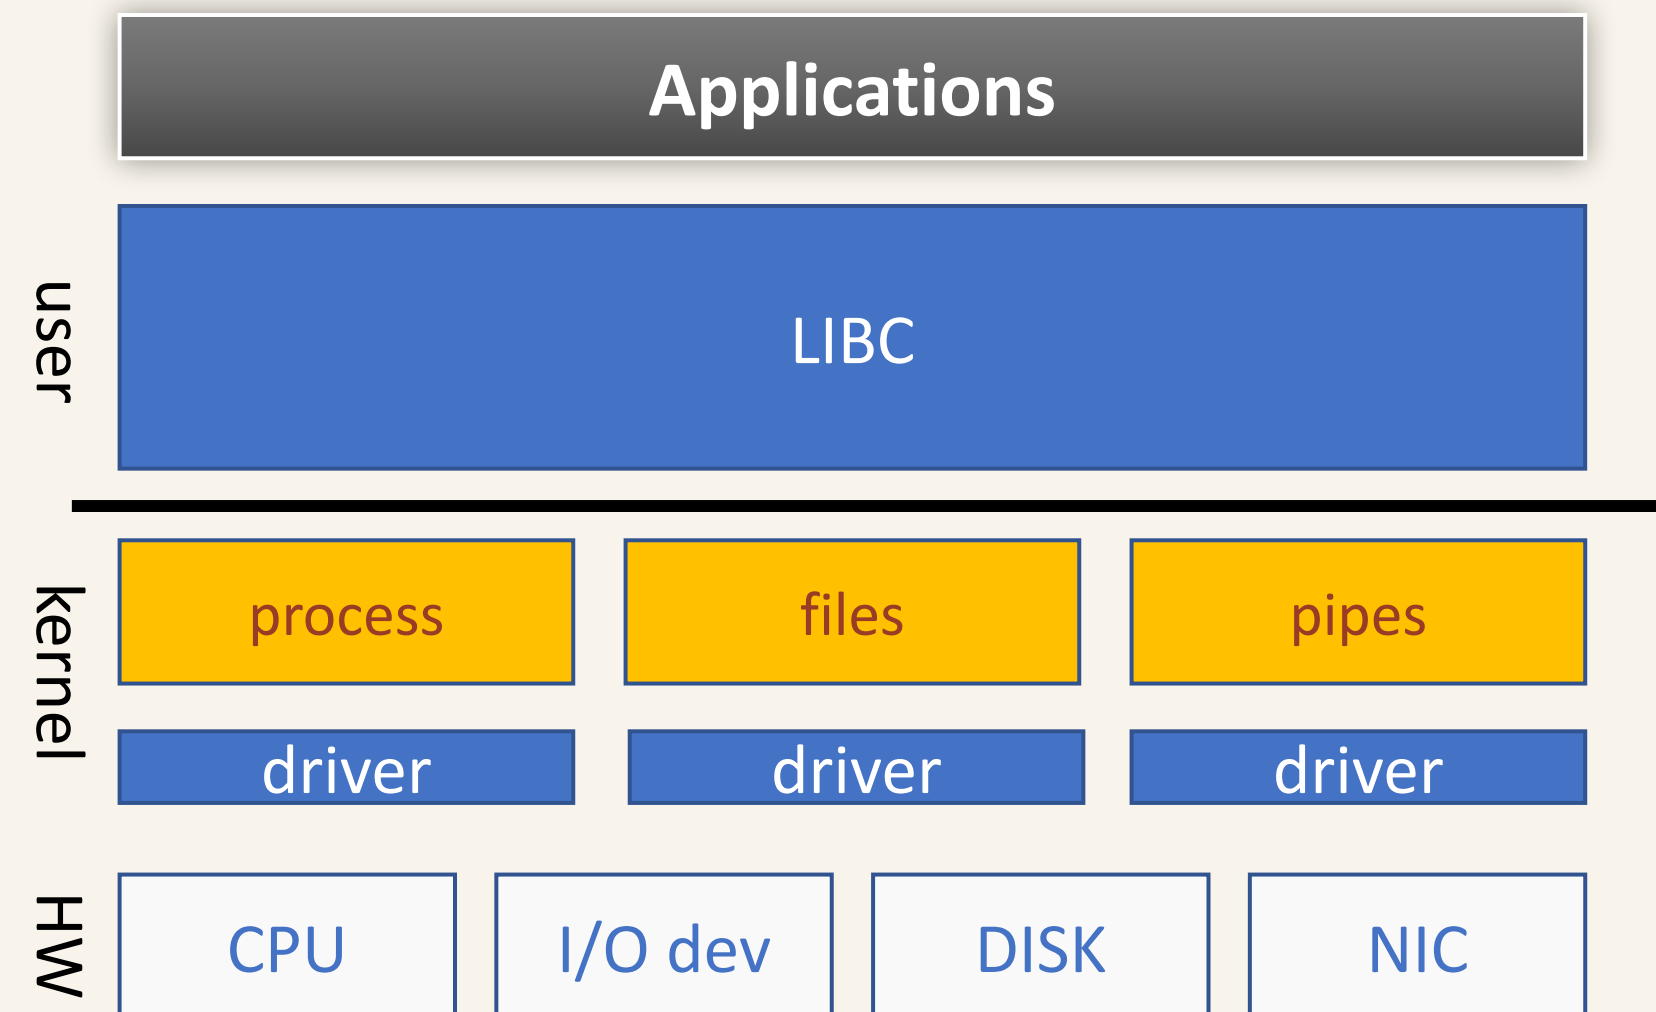 Applications
user
LIBC
kernel
process
files
pipes
driver
driver
driver
HW
CPU
I/O dev
DISK
NIC